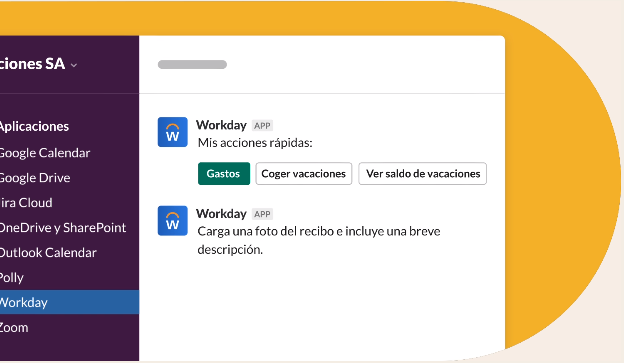 ciones SA
Aplicaciones
Google Calendar
Google Drive
Jira Cloud
OneDrive y SharePoint
Outlook Calendar
Polly
Workday
Zoom
Workday APP
Mis acciones rápidas:
Gastos
Coger vacaciones
Ver saldo de vacaciones
Workday APP
Carga una foto del recibo e incluye una breve
descripción.